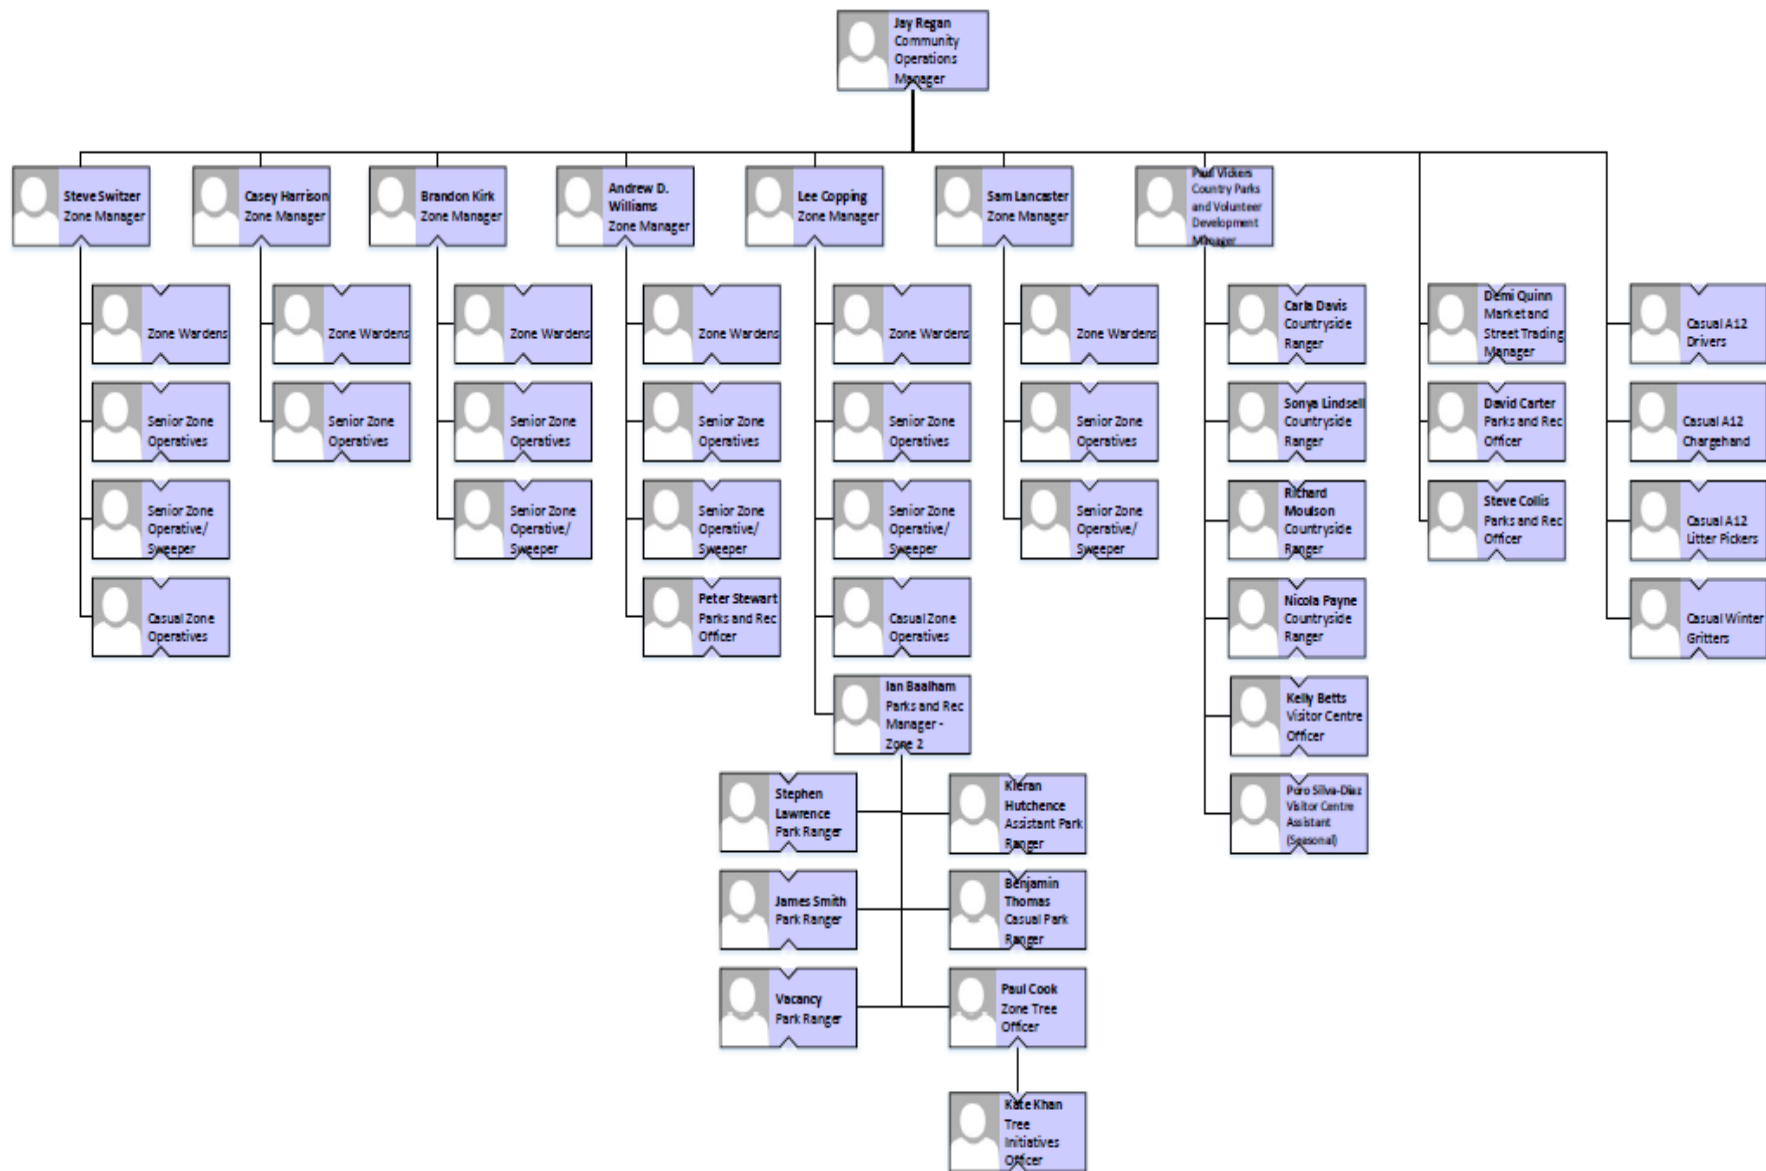 Jay Regan
Community
Operations
Manager
Steve Switzer
Zone Manager
Casey Harrison
Zone Manager
Brandon Kirk
Zone Manager
Andrew D.
Williams
Zone Manager
Lee Copping
Zone Manager
Sam Lancaster
Zone Manager
Paul Vickers
Country Parks
and Volunteer
Development
Manager
Zone Wardens
Senior Zone
Operatives
Senior Zone
Operative/
Sweeper
Casual Zone
Operatives
Zone Wardens
Senior Zone
Operatives
Zone Wardens
Senior Zone
Operatives
Senior Zone
Operative/
Sweeper
Zone Wardens
Senior Zone
Operatives
Senior Zone
Operative/
Sweeper
Peter Stewart
Parks and Rec
Officer
Zone Wardens
Senior Zone
Operatives
Senior Zone
Operative/
Sweeper
Casual Zone
Operatives
Ian Baalham
Parks and Rec
Manager -
Zone 2
Stephen
Lawrence
Park Ranger
James Smith
Park Ranger
Vacancy
Park Ranger
Kieran
Hutchence
Assistant Park
Ranger
Benjamin
Thomas
Casual Park
Ranger
Paul Cook
Zone Tree
Officer
Kate Khan
Tree
Initiatives
Officer
Zone Wardens
Senior Zone
Operatives
Senior Zone
Operative/
Sweeper
Carla Davis
Countryside
Ranger
Sonya Lindsell
Countryside
Ranger
Richard
Moulson
Countryside
Ranger
Nicola Payne
Countryside
Ranger
Kelly Betts
Visitor Centre
Officer
Poro Silva-Diaz
Visitor Centre
Assistant
(Seasonal)
Demi Quinn
Market and
Street Trading
Manager
David Carter
Parks and Rec
Officer
Steve Collis
Parks and Rec
Officer
Casual A12
Drivers
Casual A12
Chargehand
Casual A12
Litter Pickers
Casual Winter
Gritters